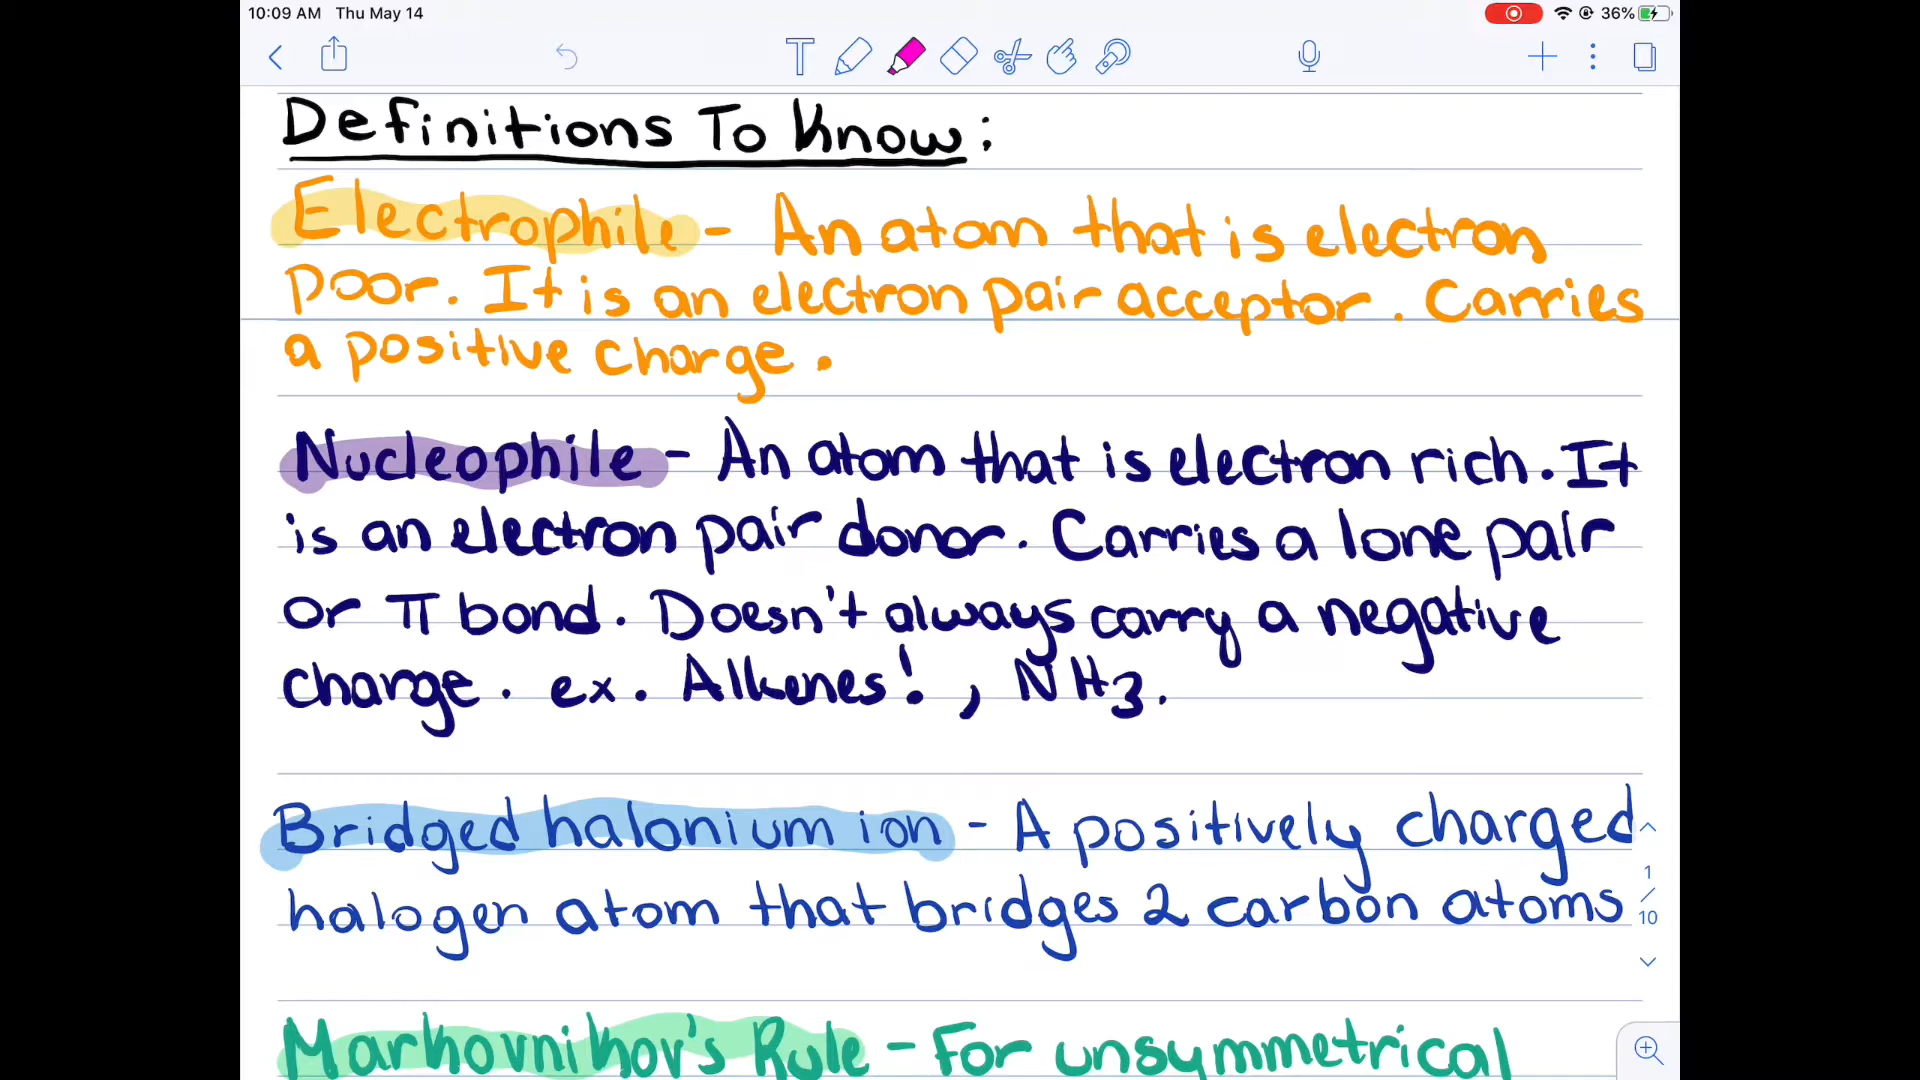 10:09 AM Thu May 14
36%
Definitions To Know:
Electrophile - An atom that is electron
poor. It is an electron pair acceptor. Carries
a positive charge.
Nucleophile - An atom that is electron rich. It
is an electron pair donor. Carries a lone pair
or π bond. Doesn't always carry a negative
charge. ex. Alkenes!, NH3.
Bridged halonium ion - A positively charged
halogen atom that bridges 2 carbon atoms
1
/
10
Markovnikov's Rule - For unsymmetrical